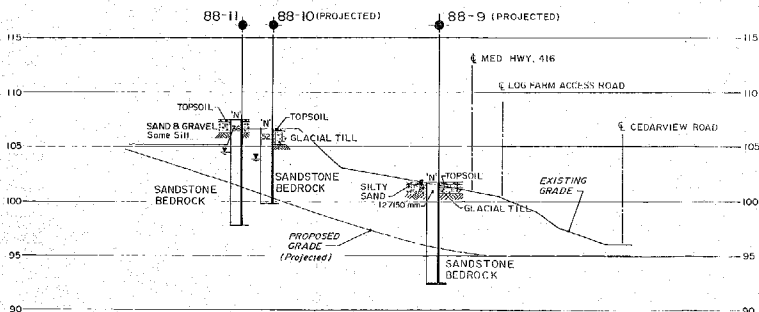 88-11
88-10 (PROJECTED)
88-9 (PROJECTED)
115
115
℄ MED HWY, 416
110
110
℄ LOG FARM ACCESS ROAD
TOPSOIL
'N'
'N'
TOPSOIL
SAND & GRAVEL
Some Silt
52
GLACIAL TILL
℄ CEDARVIEW ROAD
105
105
SANDSTONE
BEDROCK
SANDSTONE
BEDROCK
SILTY
SAND
'N'
TOPSOIL
EXISTING
GRADE
127/150 mm
GLACIAL TILL
100
100
PROPOSED
GRADE
(Projected)
95
95
SANDSTONE
BEDROCK
90
90